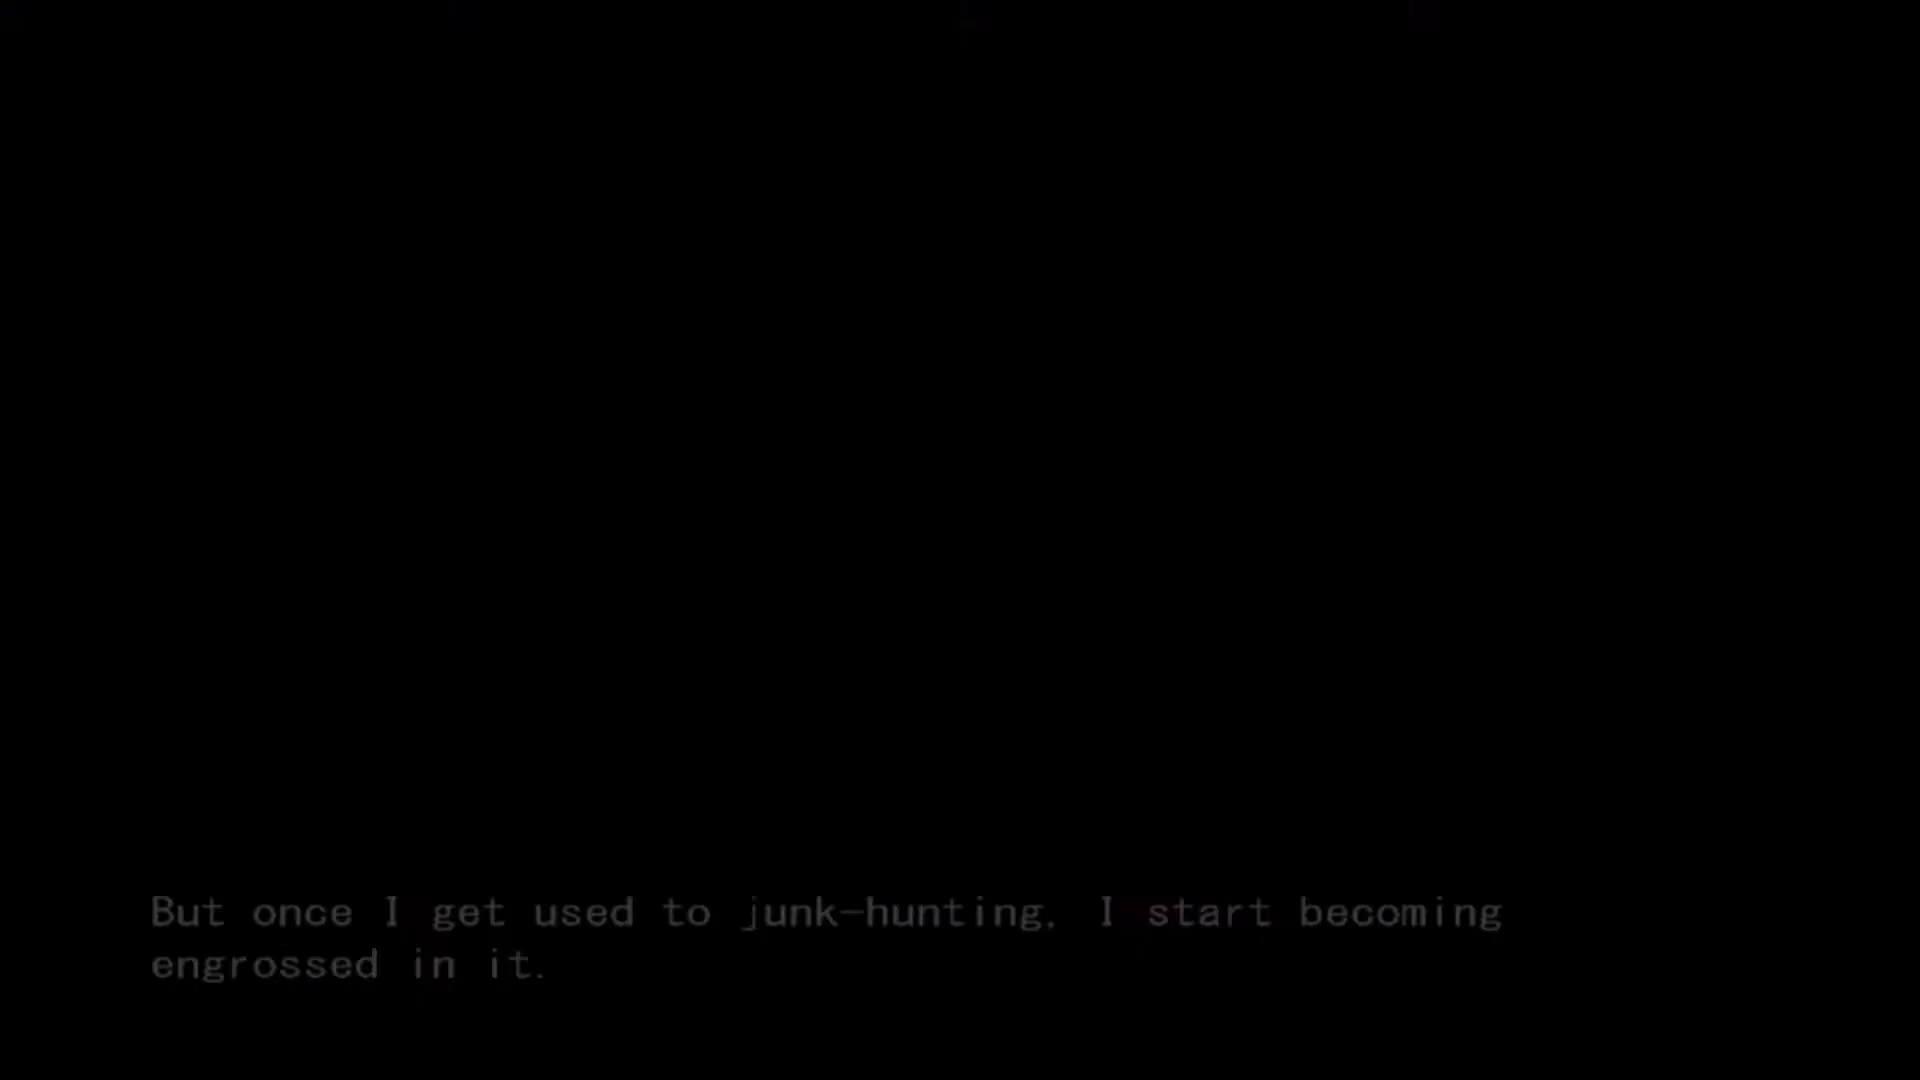 But once I get used to junk-hunting, I start becoming
engrossed in it.